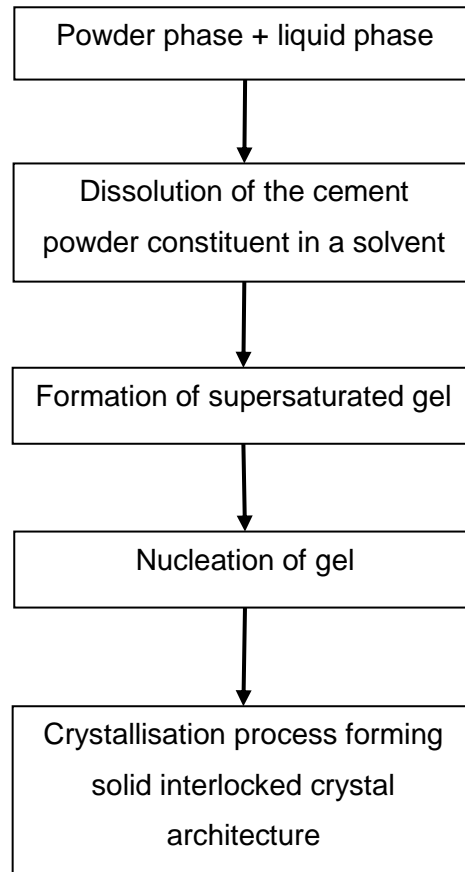 Powder phase + liquid phase
Dissolution of the cement
powder constituent in a solvent
Formation of supersaturated gel
Nucleation of gel
Crystallisation process forming
solid interlocked crystal
architecture